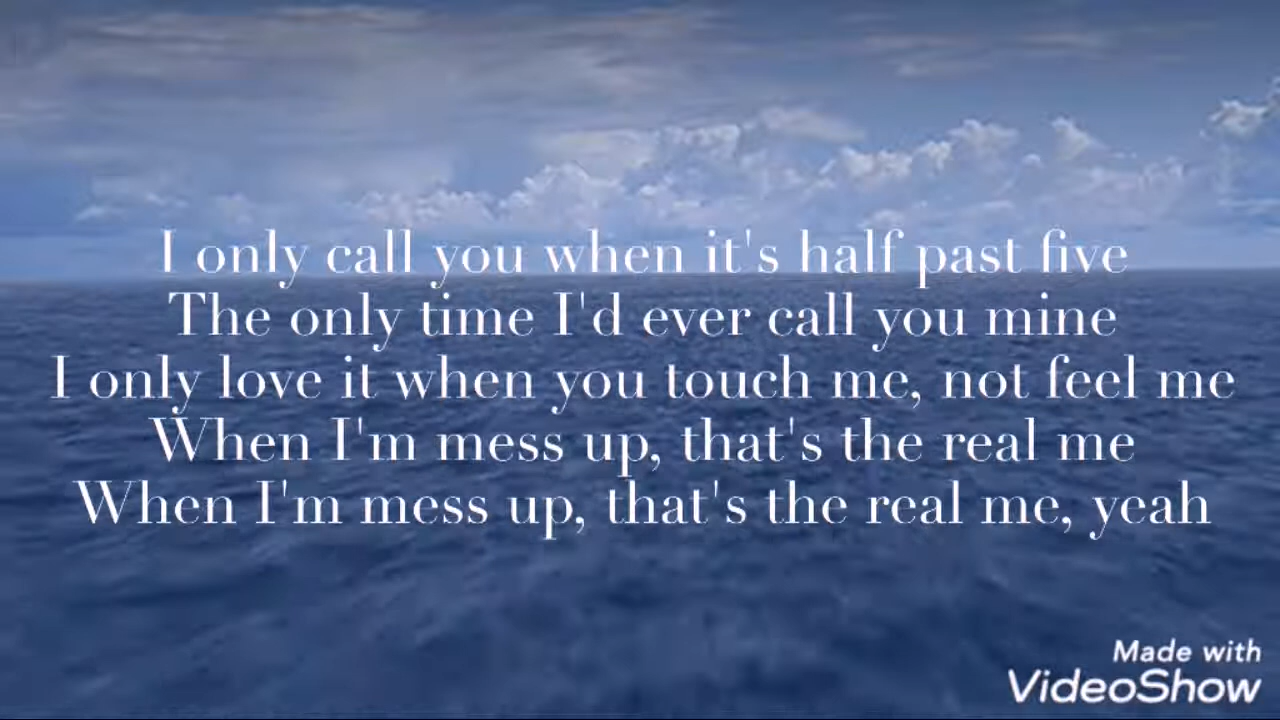 I only call you when it's half past five
The only time I'd ever call you mine
I only love it when you touch me, not feel me
When I'm mess up, that's the real me
When I'm mess up, that's the real me, yeah
Made with
VideoShow